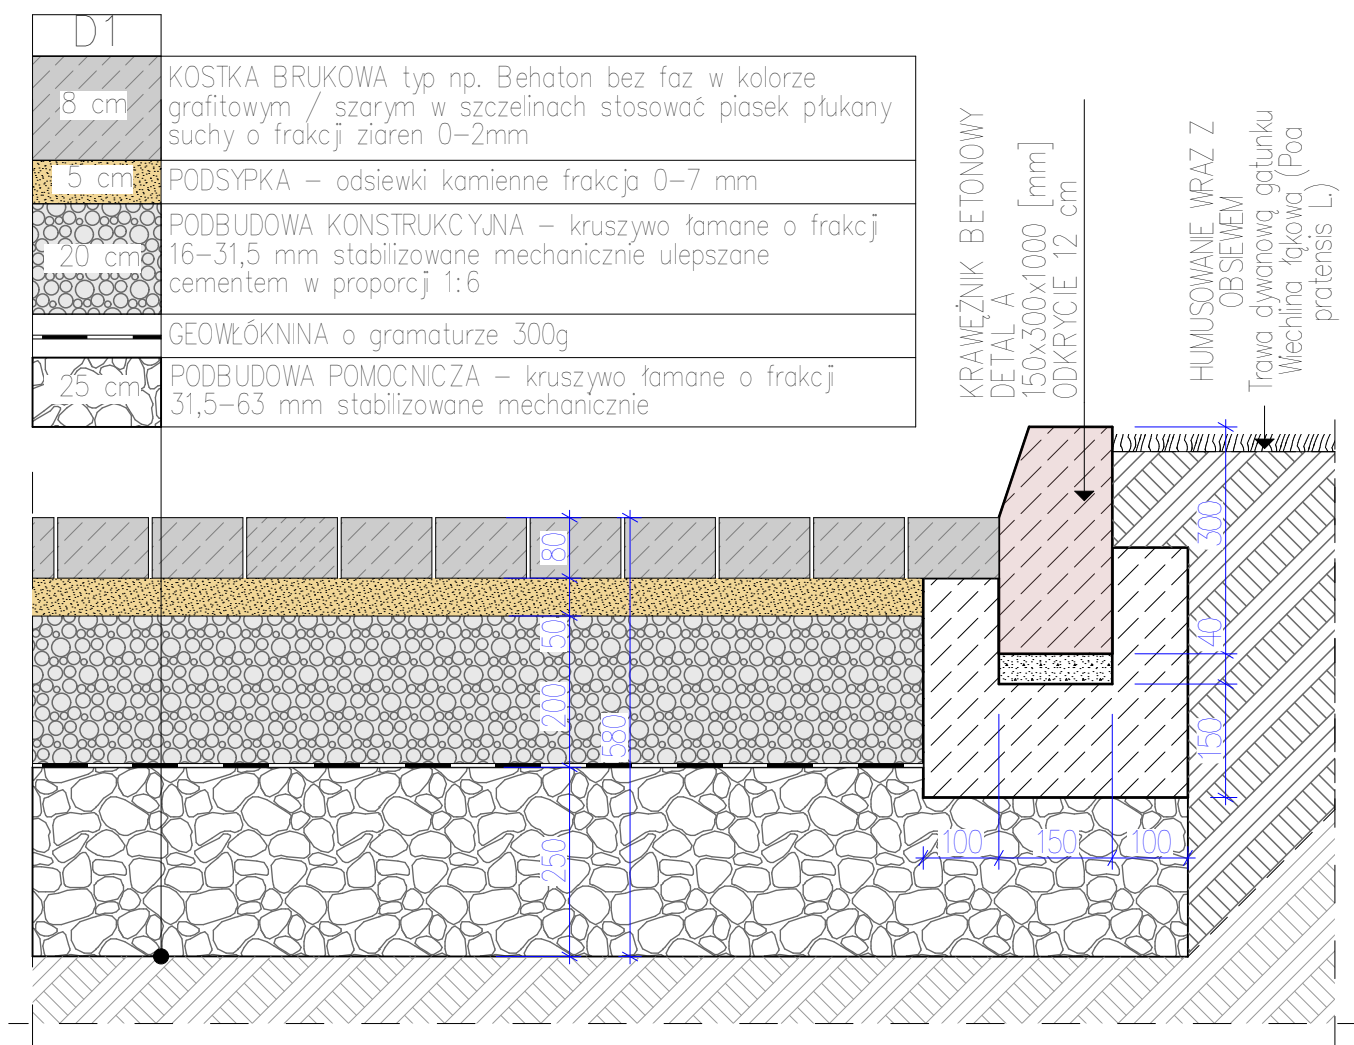 D1
8 cm
KOSTKA BRUKOWA typ np. Behaton bez faz w kolorze
grafitowym / szarym w szczelinach stosować piasek płukany
suchy o frakcji ziaren 0-2mm
5 cm
PODSYPKA - odsiewki kamienne frakcja 0-7 mm
20 cm
PODBUDOWA KONSTRUKCYJNA - kruszywo łamane o frakcji
16-31,5 mm stabilizowane mechanicznie ulepszane
cementem w proporcji 1:6
GEOWŁÓKNINA o gramaturze 300g
25 cm
PODBUDOWA POMOCNICZA - kruszywo łamane o frakcji
31,5-63 mm stabilizowane mechanicznie
KRAWĘŻNIK BETONOWY
DETAL A
150x300x1000 [mm]
ODKRYCIE 12 cm
HUMUSOWANIE WRAZ Z
OBSIEWEM
Trawa dywanową gatunku
Wiechlina łąkowa (Poa
pratensis L.)
80
50
200
580
250
300
40
150
100
150
100